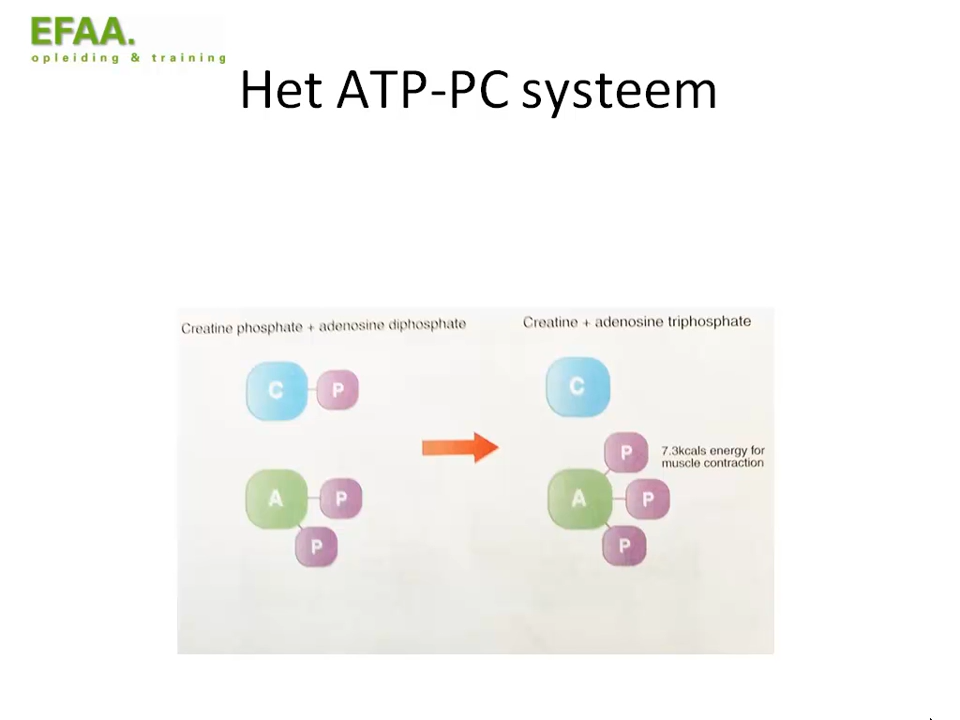 EFAA.
opleiding & training
Het ATP-PC systeem
Creatine phosphate + adenosine diphosphate
Creatine + adenosine triphosphate
C
P
C
P
7.3kcals energy for
muscle contraction
A
P
A
P
P
P